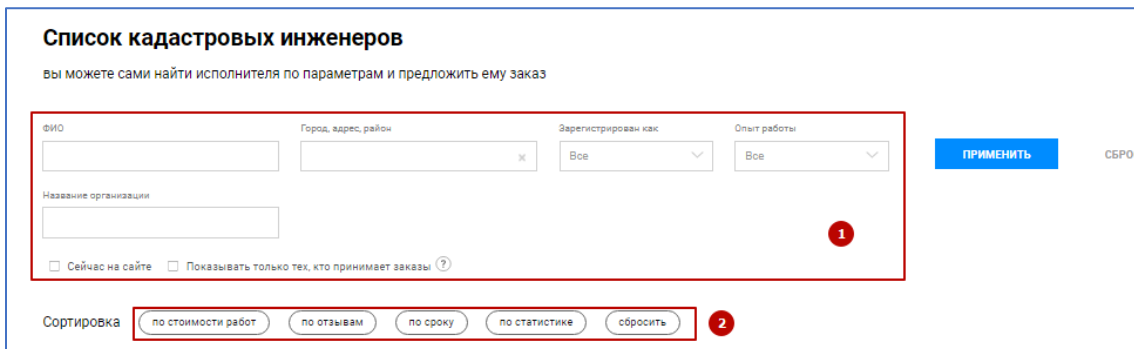 Список кадастровых инженеров
вы можете сами найти исполнителя по параметрам и предложить ему заказ
ФИО Город, адрес, район Зарегистрирован как Опыт работы
× Все Все ПРИМЕНИТЬ СБРО
Название организации
1
Сейчас на сайте Показывать только тех, кто принимает заказы ?
Сортировка по стоимости работ по отзывам по сроку по статистике сбросить 2